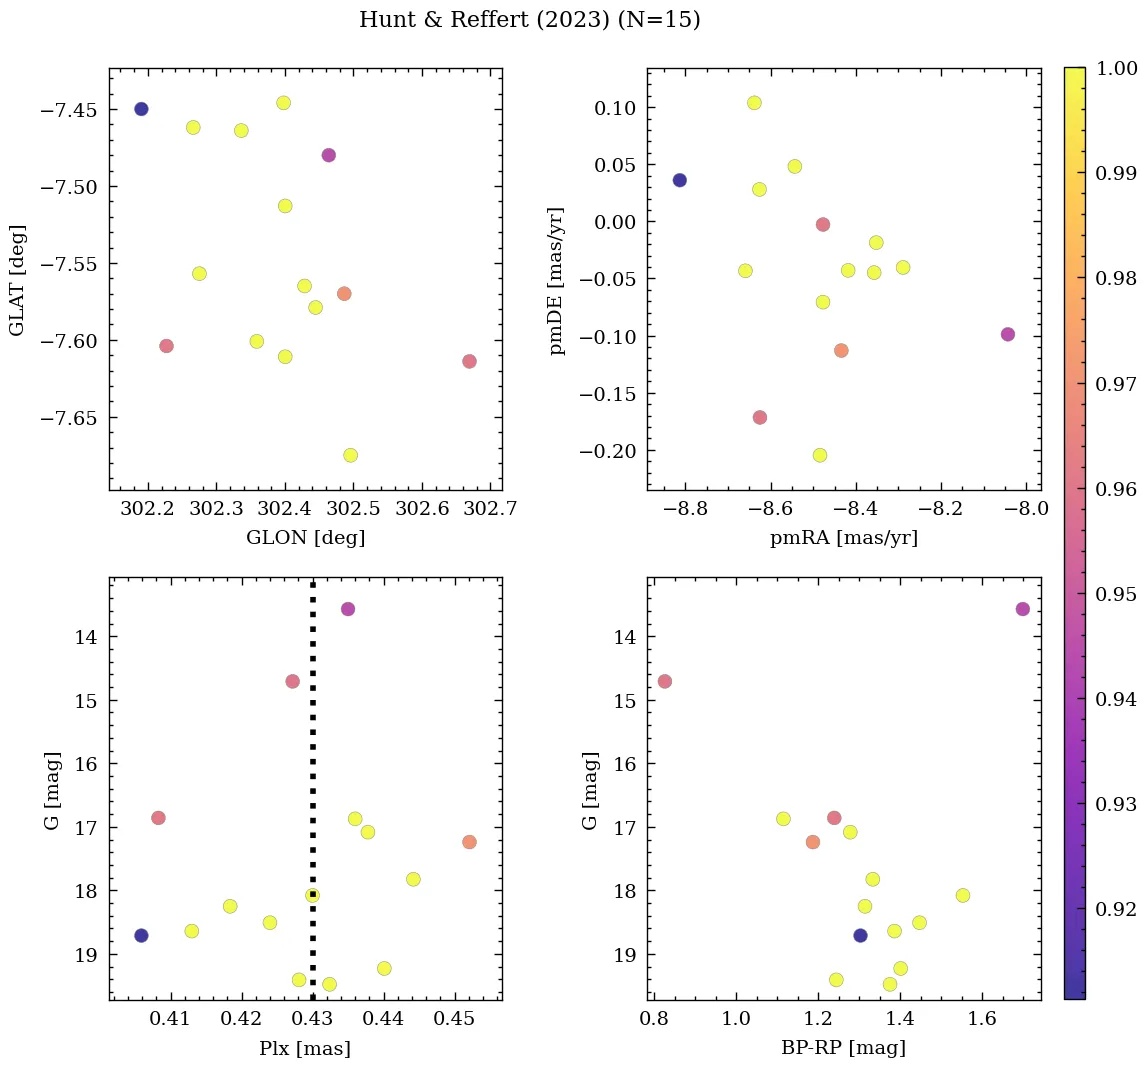 Hunt & Reffert (2023) (N=15)
−7.45
−7.50
−7.55
−7.60
−7.65
GLAT [deg]
302.2 302.3 302.4 302.5 302.6 302.7
GLON [deg]
0.10
0.05
0.00
−0.05
−0.10
−0.15
−0.20
pmDE [mas/yr]
−8.8 −8.6 −8.4 −8.2 −8.0
pmRA [mas/yr]
14
15
16
17
18
19
G [mag]
0.41 0.42 0.43 0.44 0.45
Plx [mas]
14
15
16
17
18
19
G [mag]
0.8 1.0 1.2 1.4 1.6
BP-RP [mag]
1.00
0.99
0.98
0.97
0.96
0.95
0.94
0.93
0.92